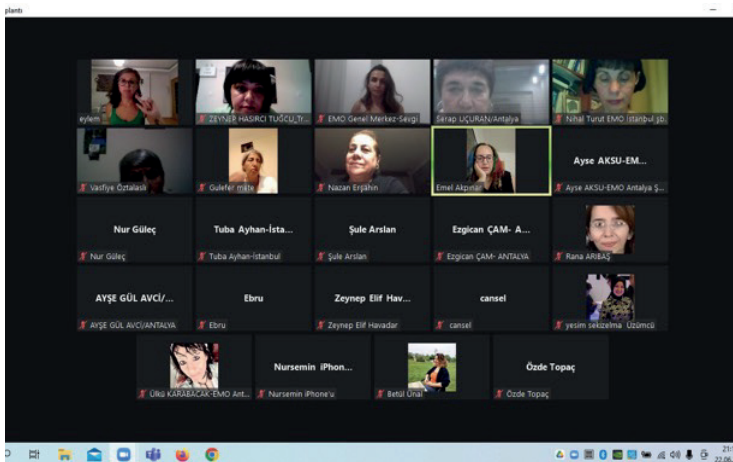 plantı
eylem
ZEYNEP HASIRCI TUĞCU_Tr...
EMO Genel Merkez-Sevgi
Serap UÇURAN/Antalya
Nihal Turut EMO İstanbul şb.
Vasfiye Öztalaslı
Gulefer mete
Nazan Erşahin
Emel Akpınar
Ayse AKSU-EM...
Ayse AKSU-EMO Antalya Ş...
Nur Güleç
Nur Güleç
Tuba Ayhan-İsta...
Tuba Ayhan-İstanbul
Şule Arslan
Şule Arslan
Ezgican ÇAM- A...
Ezgican ÇAM- ANTALYA
Rana ARIBAŞ
AYŞE GÜL AVCİ/...
AYŞE GÜL AVCİ/ANTALYA
Ebru
Ebru
Zeynep Elif Hav...
Zeynep Elif Havadar
cansel
cansel
yesim sekizelma Üzümcü
Ülkü KARABACAK-EMO Ant...
Nursemin iPhon...
Nursemin iPhone'u
Betül Ünal
Özde Topaç
Özde Topaç
22.06